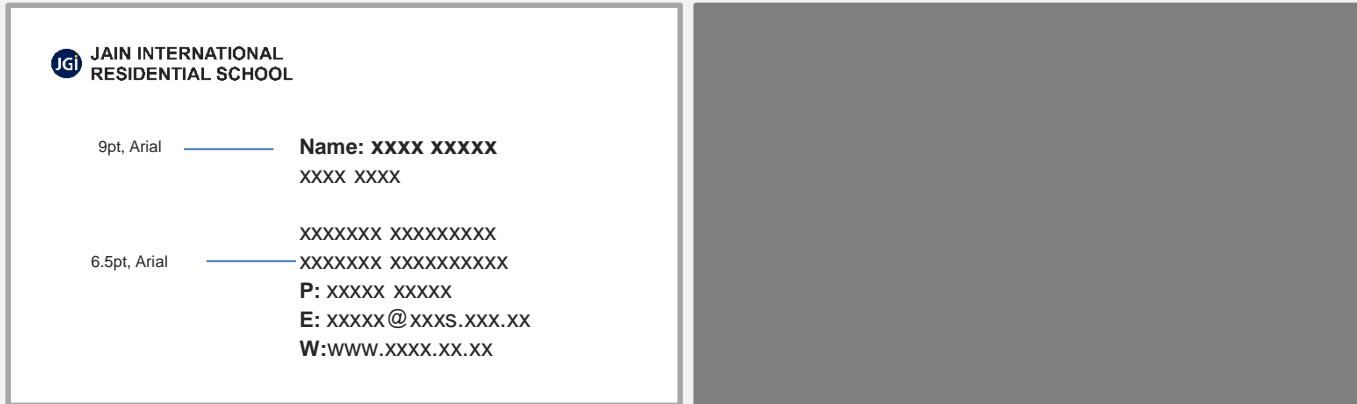 JGi JAIN INTERNATIONAL
RESIDENTIAL SCHOOL
9pt, Arial
Name: xxxx xxxxx
xxxx xxxx
xxxxxxx xxxxxxxxx
6.5pt, Arial
xxxxxxx xxxxxxxxxx
P: xxxxx xxxxx
E: xxxxx@xxxs.xxx.xx
W:www.xxxx.xx.xx